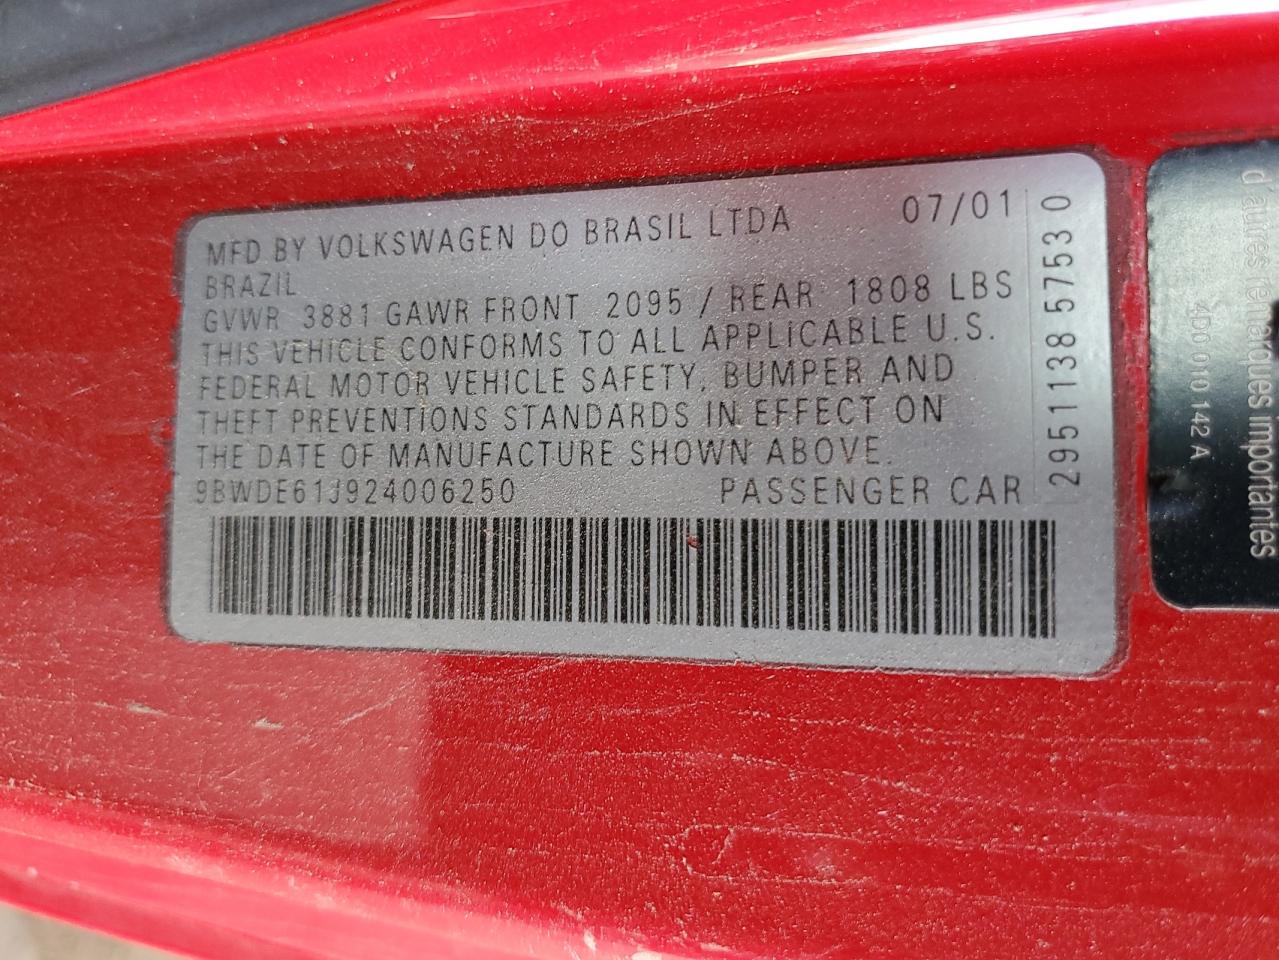 MFD BY VOLKSWAGEN DO BRASIL LTDA 07/01
BRAZIL
GVWR 3881 GAWR FRONT 2095 / REAR 1808 LBS
THIS VEHICLE CONFORMS TO ALL APPLICABLE U.S.
FEDERAL MOTOR VEHICLE SAFETY, BUMPER AND
THEFT PREVENTIONS STANDARDS IN EFFECT ON
THE DATE OF MANUFACTURE SHOWN ABOVE.
9BWDE61J924006250 PASSENGER CAR
2951138 57530
4D0 010 142 A
d'autres remarques importantes